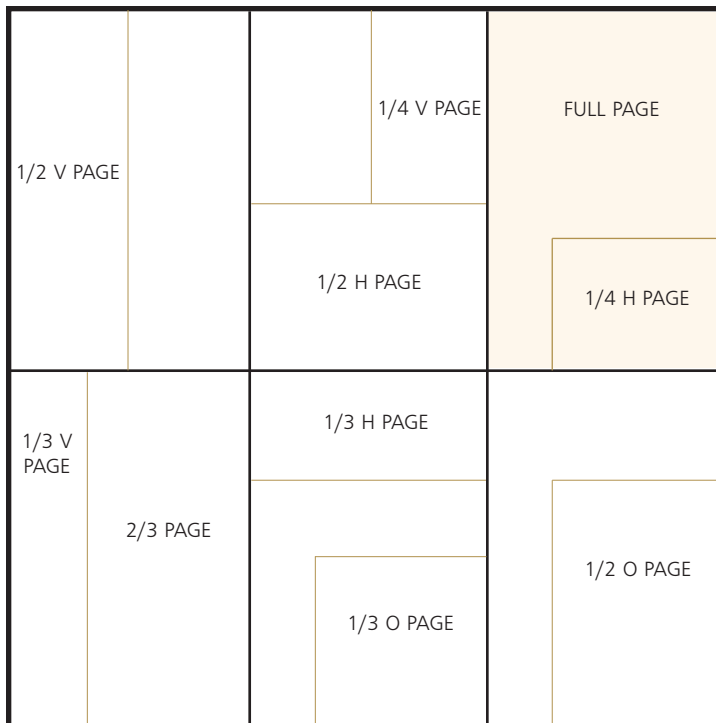 1/2 V PAGE
1/4 V PAGE
1/2 H PAGE
FULL PAGE
1/4 H PAGE
1/3 V
PAGE
2/3 PAGE
1/3 H PAGE
1/3 O PAGE
1/2 O PAGE